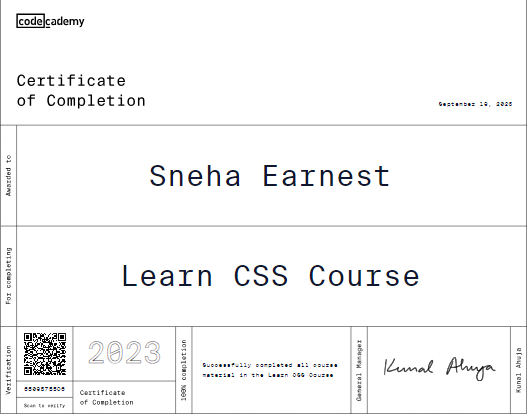 codecademy
Certificate
of Completion
September 19, 2025
Awarded to
Sneha Earnest
For completing
Learn CSS Course
Verification
Scan to verify
2023
Certificate
of Completion
100% completion
Successfully completed all course
material in the Learn CSS Course
General Manager
Kunal Ahuja
Kunal Ahuja